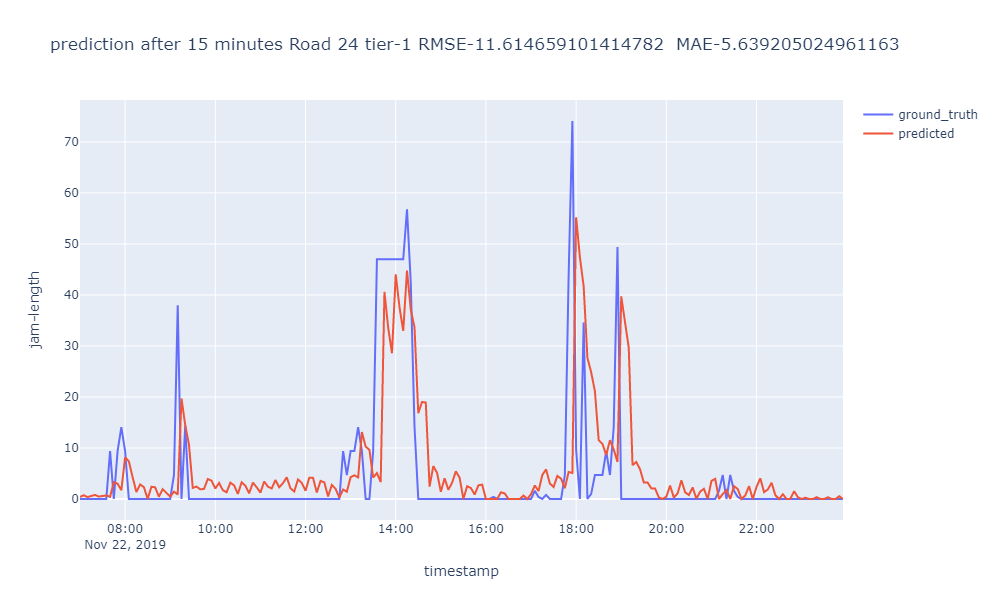 prediction after 15 minutes Road 24 tier-1 RMSE-11.614659101414782  MAE-5.639205024961163
ground_truth
predicted
70
60
50
40
30
20
10
0
jam-length
08:00 10:00 12:00 14:00 16:00 18:00 20:00 22:00
Nov 22, 2019
timestamp